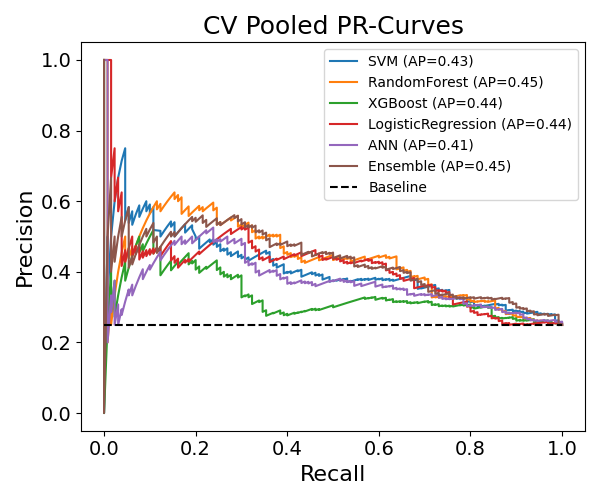 CV Pooled PR-Curves
SVM (AP=0.43)
RandomForest (AP=0.45)
XGBoost (AP=0.44)
LogisticRegression (AP=0.44)
ANN (AP=0.41)
Ensemble (AP=0.45)
Baseline
Precision
1.0
0.8
0.6
0.4
0.2
0.0
0.0 0.2 0.4 0.6 0.8 1.0
Recall